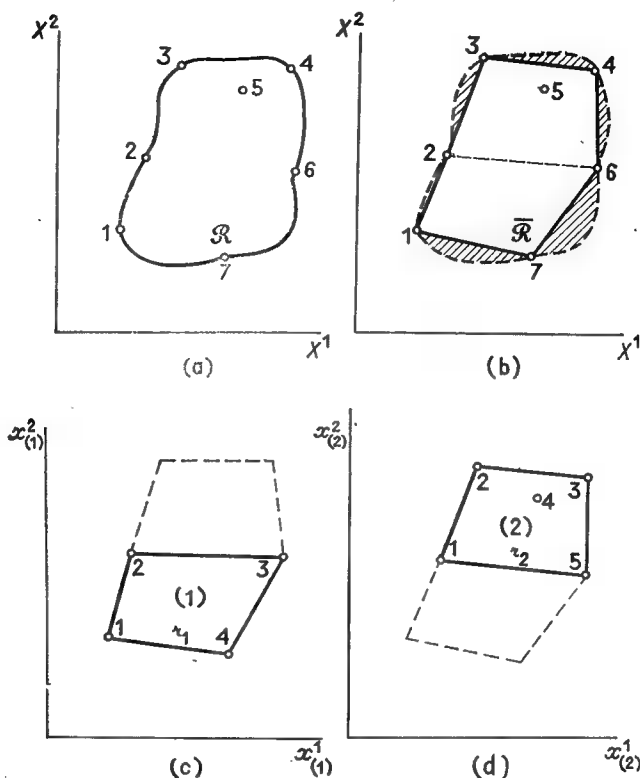 X²
3
4
5
2
6
1
ℛ
7
X¹
(a)
X²
3
4
5
2
6
1
ℛ̅
7
X¹
(b)
x²₍₁₎
2
3
(1)
1
r₁
4
x¹₍₁₎
(c)
x²₍₂₎
2
3
4
(2)
1
r₂
5
x¹₍₂₎
(d)